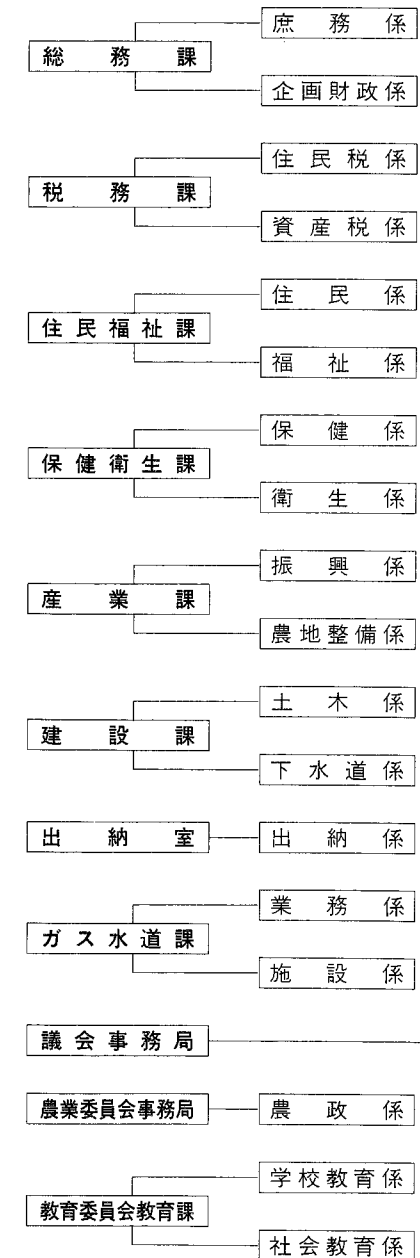 庶務係
総務課
企画財政係
住民税係
税務課
資産税係
住民係
住民福祉課
福祉係
保健係
保健衛生課
衛生係
振興係
産業課
農地整備係
土木係
建設課
下水道係
出納室 出納係
業務係
ガス水道課
施設係
議会事務局
農業委員会事務局 農政係
学校教育係
教育委員会教育課
社会教育係